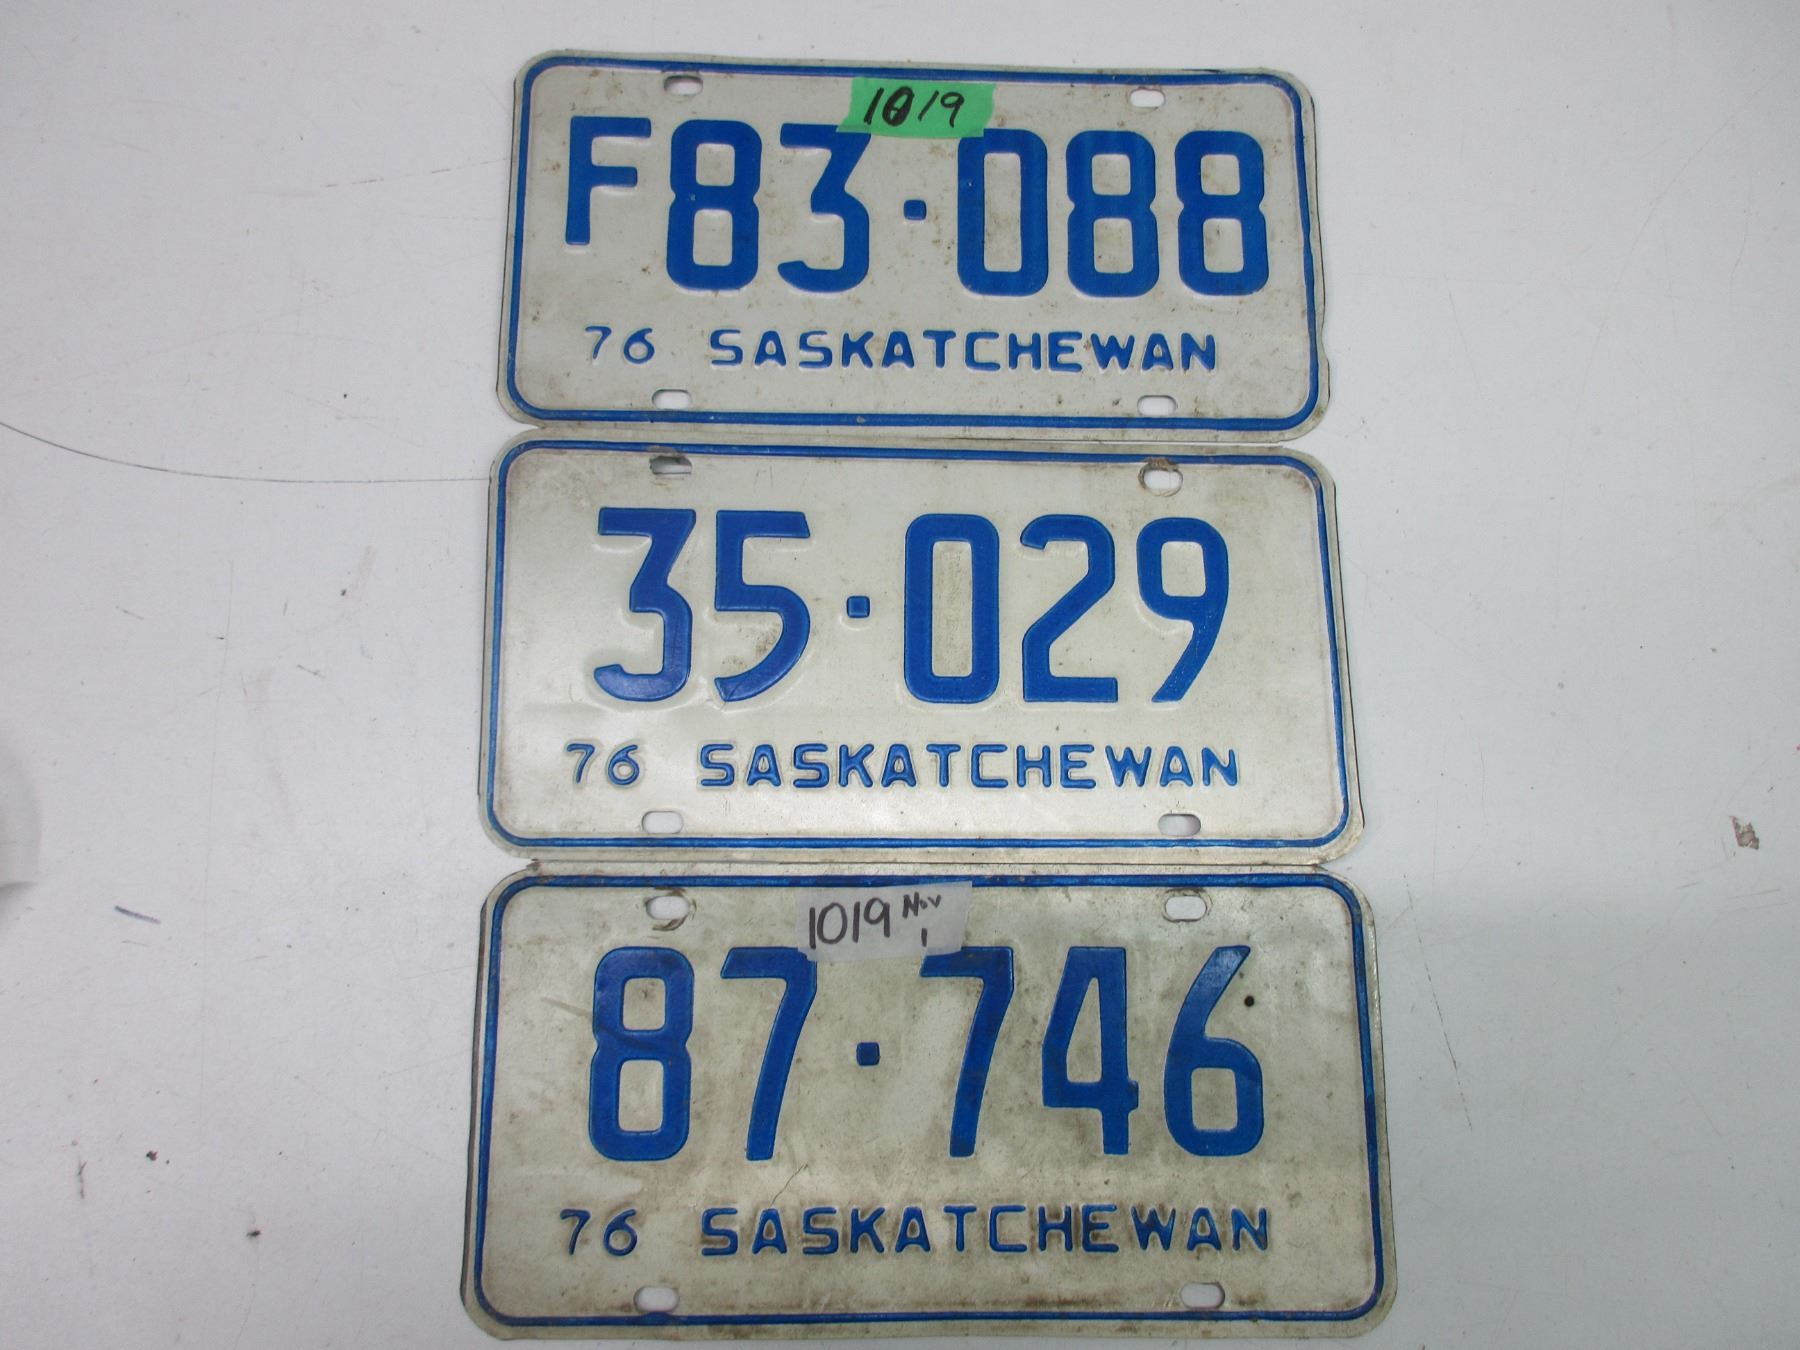 1019
F83·088
76 SASKATCHEWAN
35·029
76 SASKATCHEWAN
1019 Nov 1
87·746
76 SASKATCHEWAN